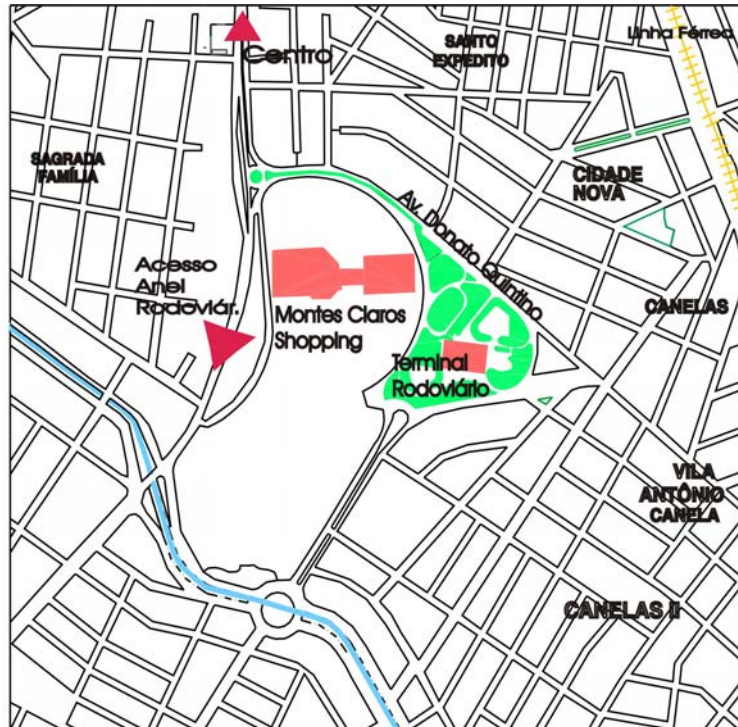 Linha Férrea
SANTO
EXPEDITO
Centro
SAGRADA
FAMÍLIA
CIDADE
NOVA
Av. Donato Quintino
Acesso
Anel
Rodoviár.
Montes Claros
Shopping
CANELAS
Terminal
Rodoviário
VILA
ANTÔNIO
CANELA
CANELAS II